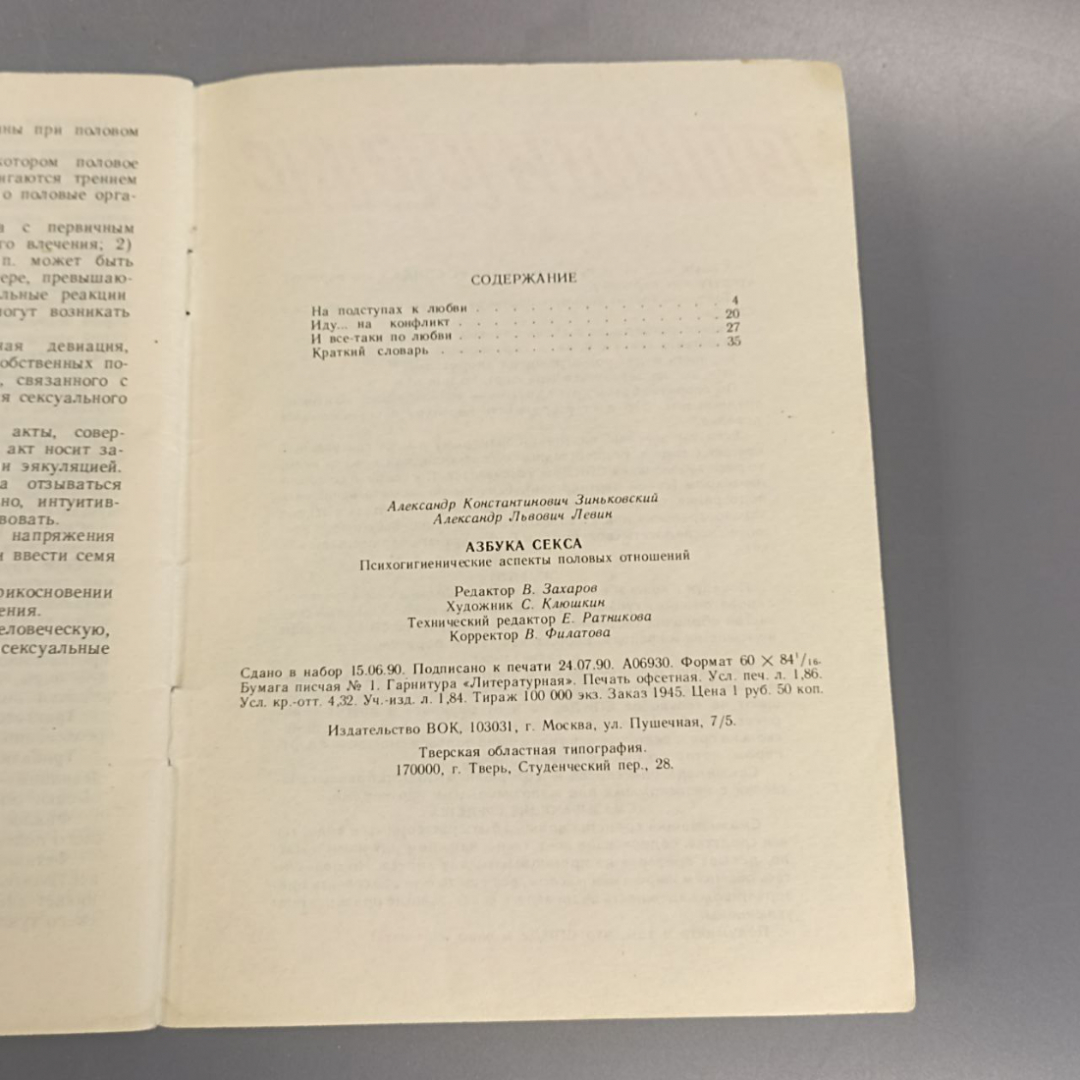 ны при половом
котором половое
игаются трением
о половые орга-
а с первичным
го влечения; 2)
п. может быть
ере, превышаю-
льные реакции
могут возникать
ная девиация,
обственных по-
, связанного с
я сексуального
акты, совер-
акт носит за-
и эякуляцией.
а отзываться
но, интуитив-
вовать.
напряжения
и ввести семя
рикосновении
ения.
еловеческую,
сексуальные
СОДЕРЖАНИЕ
На подступах к любви . . . . . . . . . . . 4
Иду... на конфликт . . . . . . . . . . . . 20
И все-таки по любви . . . . . . . . . . . 27
Краткий словарь . . . . . . . . . . . . . 35
Александр Константинович Зиньковский
Александр Львович Левин
АЗБУКА СЕКСА
Психогигиенические аспекты половых отношений
Редактор В. Захаров
Художник С. Клюшкин
Технический редактор Е. Ратникова
Корректор В. Филатова
Сдано в набор 15.06.90. Подписано к печати 24.07.90. А06930. Формат 60 × 84¹/₁₆.
Бумага писчая № 1. Гарнитура «Литературная». Печать офсетная. Усл. печ. л. 1,86.
Усл. кр.-отт. 4,32. Уч.-изд. л. 1,84. Тираж 100 000 экз. Заказ 1945. Цена 1 руб. 50 коп.
Издательство ВОК, 103031, г. Москва, ул. Пушечная, 7/5.
Тверская областная типография.
170000, г. Тверь, Студенческий пер., 28.